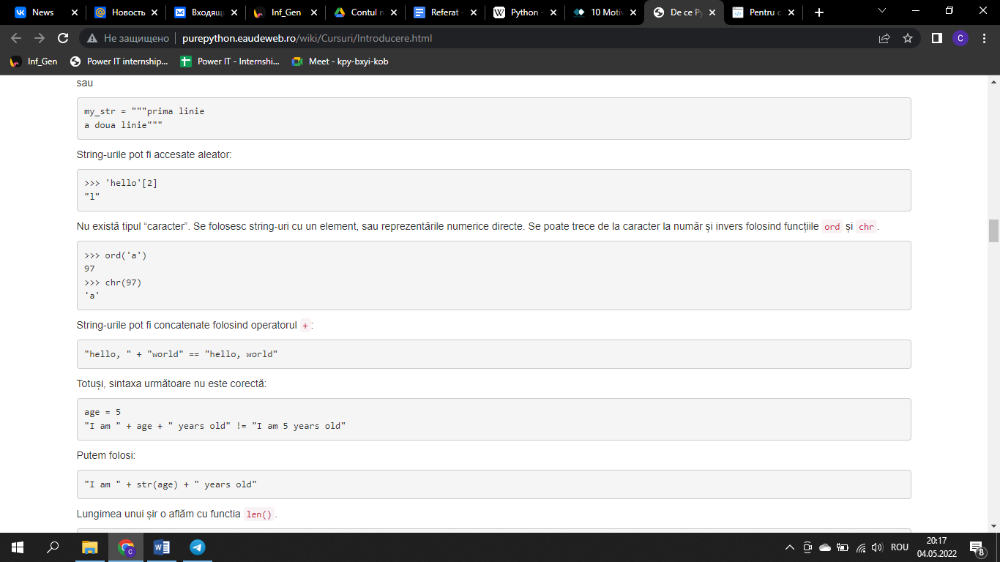 News
Новость
Входящ
Inf_Gen
Contul
Referat
Python
10 Motiv
De ce Py
Pentru c
Не защищено
purepython.eaudeweb.ro/wiki/Cursuri/Introducere.html
C
Inf_Gen
Power IT internship...
Power IT - Internshi...
Meet - kpy-bxyi-kob
sau
my_str = """prima linie
a doua linie"""
String-urile pot fi accesate aleator:
>>> 'hello'[2]
"l"
Nu există tipul “caracter”. Se folosesc string-uri cu un element, sau reprezentările numerice directe. Se poate trece de la caracter la număr și invers folosind funcțiile ord și chr.
>>> ord('a')
97
>>> chr(97)
'a'
String-urile pot fi concatenate folosind operatorul +:
"hello, " + "world" == "hello, world"
Totuși, sintaxa următoare nu este corectă:
age = 5
"I am " + age + " years old" != "I am 5 years old"
Putem folosi:
"I am " + str(age) + " years old"
Lungimea unui șir o aflăm cu functia len().
ROU
20:17
04.05.2022
8